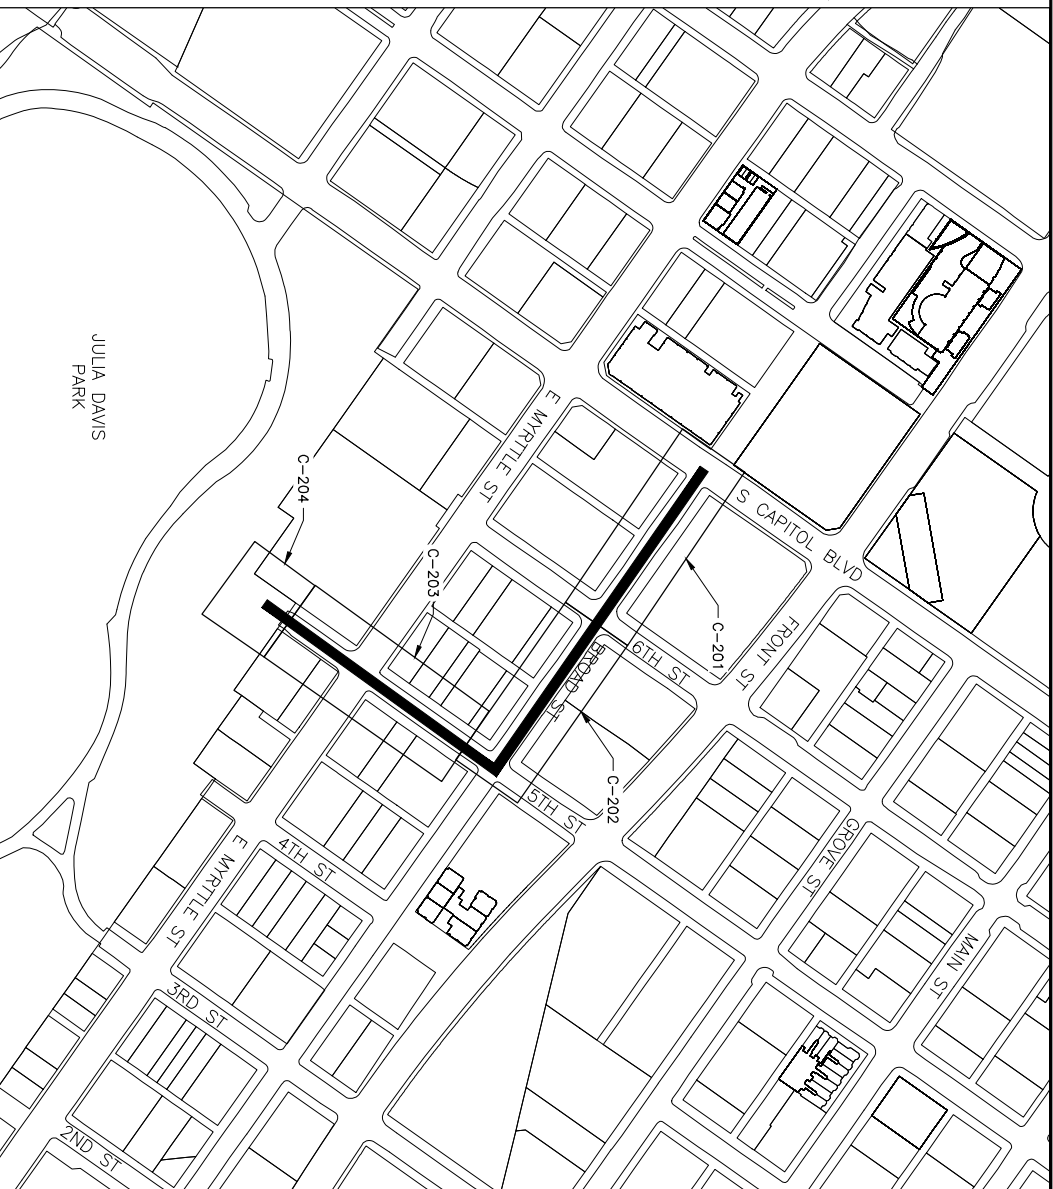 S CAPITOL BLVD
FRONT ST
C-201
6TH ST
BROAD ST
C-202
5TH ST
E MYRTLE ST
C-203
C-204
JULIA DAVIS
PARK
GROVE ST
MAIN ST
4TH ST
E MYRTLE ST
3RD ST
2ND ST